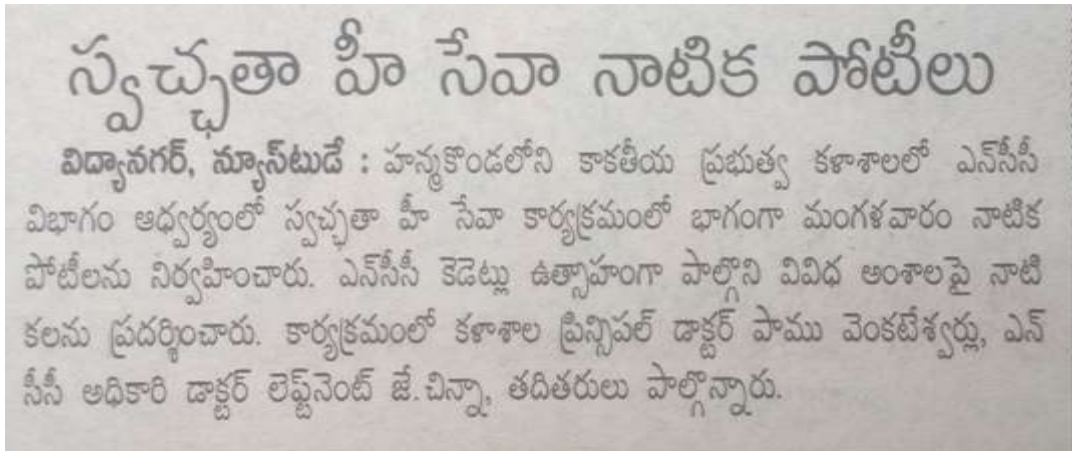 స్వచ్ఛతా హీ సేవా నాటిక పోటీలు
విద్యానగర్, న్యూస్‌టుడే : హన్మకొండలోని కాకతీయ ప్రభుత్వ కళాశాలలో ఎన్‌సీసీ
విభాగం ఆధ్వర్యంలో స్వచ్ఛతా హీ సేవా కార్యక్రమంలో భాగంగా మంగళవారం నాటిక
పోటీలను నిర్వహించారు. ఎన్‌సీసీ కెడెట్లు ఉత్సాహంగా పాల్గొని వివిధ అంశాలపై నాటి
కలను ప్రదర్శించారు. కార్యక్రమంలో కళాశాల ప్రిన్సిపల్ డాక్టర్ పాము వెంకటేశ్వర్లు, ఎన్
సీసీ అధికారి డాక్టర్ లెఫ్ట్‌నెంట్ జే.చిన్నా, తదితరులు పాల్గొన్నారు.